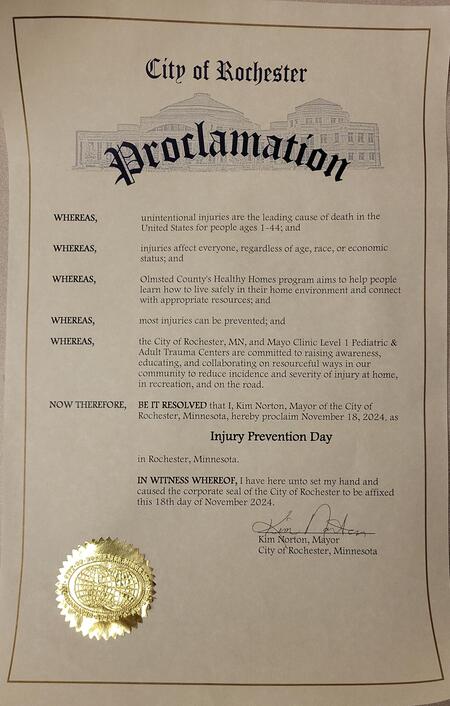 City of Rochester
Proclamation
WHEREAS, unintentional injuries are the leading cause of death in the
United States for people ages 1-44; and
WHEREAS, injuries affect everyone, regardless of age, race, or economic
status; and
WHEREAS, Olmsted County's Healthy Homes program aims to help people
learn how to live safely in their home environment and connect
with appropriate resources; and
WHEREAS, most injuries can be prevented; and
WHEREAS, the City of Rochester, MN, and Mayo Clinic Level 1 Pediatric &
Adult Trauma Centers are committed to raising awareness,
educating, and collaborating on resourceful ways in our
community to reduce incidence and severity of injury at home,
in recreation, and on the road.
NOW THEREFORE, BE IT RESOLVED that I, Kim Norton, Mayor of the City of
Rochester, Minnesota, hereby proclaim November 18, 2024, as
Injury Prevention Day
in Rochester, Minnesota.
IN WITNESS WHEREOF, I have here unto set my hand and
caused the corporate seal of the City of Rochester to be affixed
this 18th day of November 2024.
Kim Norton
Kim Norton, Mayor
City of Rochester, Minnesota